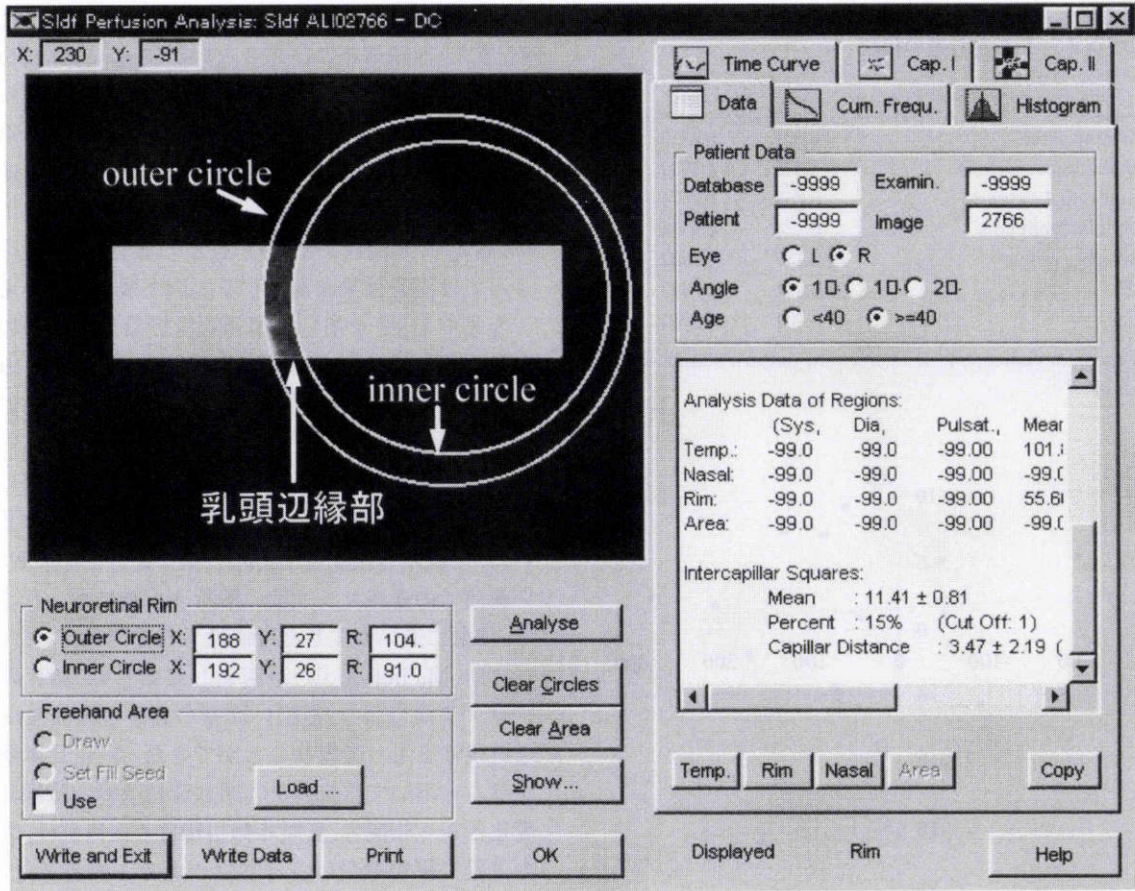 Sldf Perfusion Analysis: Sldf ALI02766 - DC
X: 230 Y: -91
outer circle
inner circle
乳頭辺縁部
Time Curve Cap. I Cap. II
Data Cum. Frequ. Histogram
Patient Data
Database -9999 Examin. -9999
Patient -9999 Image 2766
Eye L R
Angle 1□· 1□· 2□·
Age <40 >=40
Analysis Data of Regions:
(Sys, Dia, Pulsat., Mear
Temp.: -99.0 -99.0 -99.00 101.
Nasal: -99.0 -99.0 -99.00 -99.
Rim: -99.0 -99.0 -99.00 55.6
Area: -99.0 -99.0 -99.00 -99.
Intercapillar Squares:
Mean : 11.41 ± 0.81
Percent : 15% (Cut Off: 1)
Capillar Distance : 3.47 ± 2.19 (
Temp. Rim Nasal Area Copy
Displayed Rim Help
Neuroretinal Rim
Outer Circle X: 188 Y: 27 R: 104.
Inner Circle X: 192 Y: 26 R: 91.0
Freehand Area
Draw
Set Fill Seed
Use Load ...
Analyse
Clear Circles
Clear Area
Show...
Write and Exit Write Data Print OK